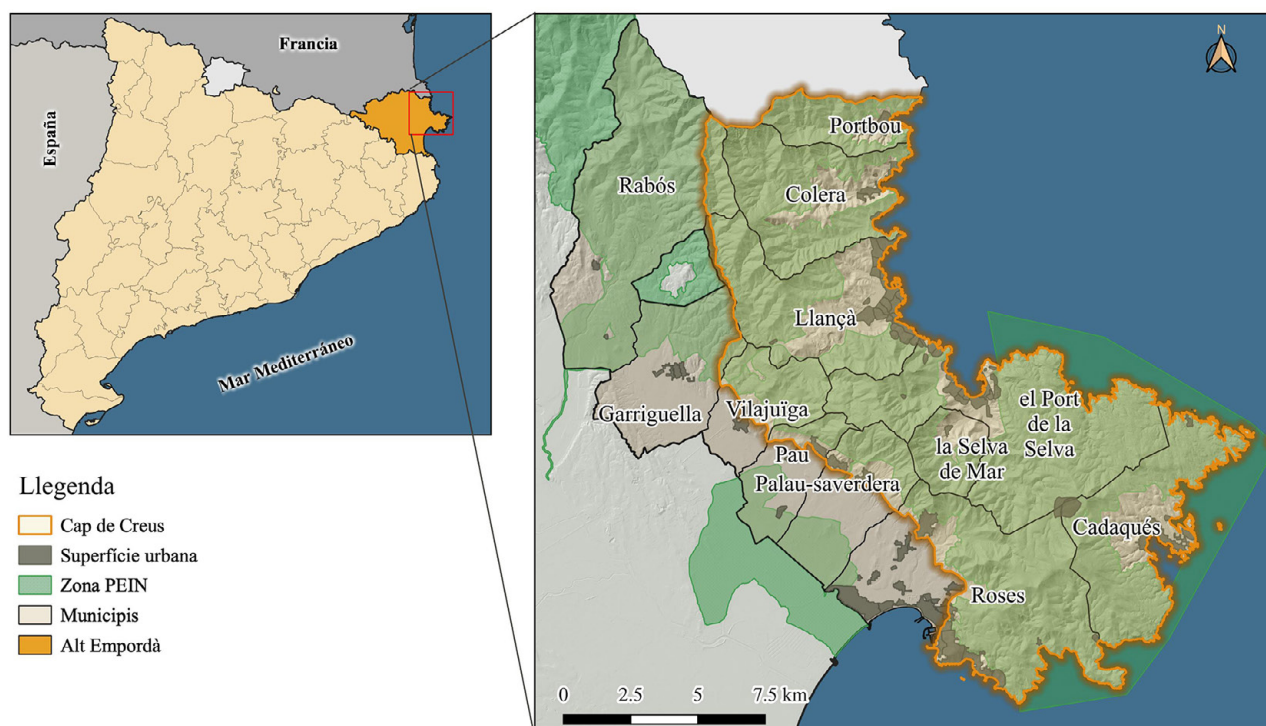 Francia
España
Mar Mediterráneo
Llegenda
Cap de Creus
Superfície urbana
Zona PEIN
Municipis
Alt Empordà
N
Portbou
Rabós
Colera
Llançà
el Port
de la
Selva
Garriguella
Vilajuïga
la Selva
de Mar
Pau
Palau-saverdera
Cadaqués
Roses
0 2.5 5 7.5 km